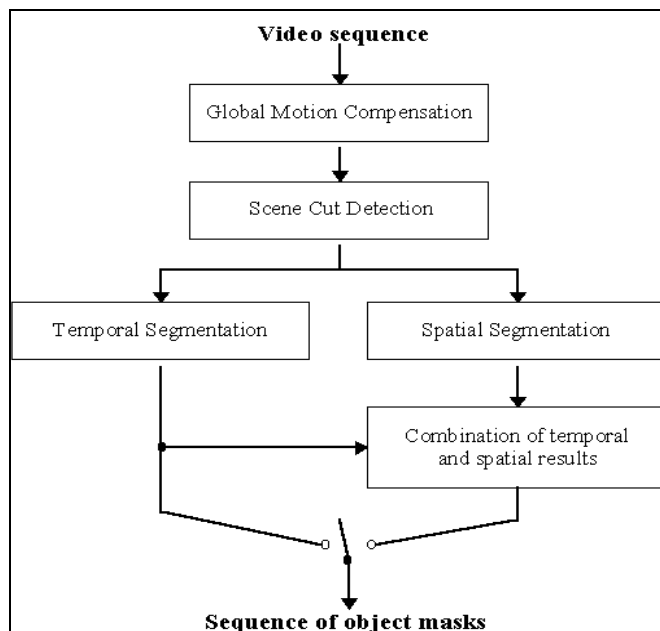 Video sequence
Global Motion Compensation
Scene Cut Detection
Temporal Segmentation
Spatial Segmentation
Combination of temporal
and spatial results
Sequence of object masks